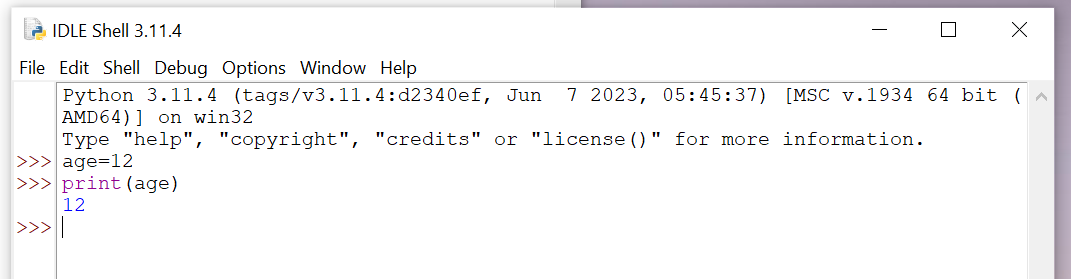 IDLE Shell 3.11.4
File Edit Shell Debug Options Window Help
Python 3.11.4 (tags/v3.11.4:d2340ef, Jun  7 2023, 05:45:37) [MSC v.1934 64 bit (
AMD64)] on win32
Type "help", "copyright", "credits" or "license()" for more information.
>>> age=12
>>> print(age)
12
>>>